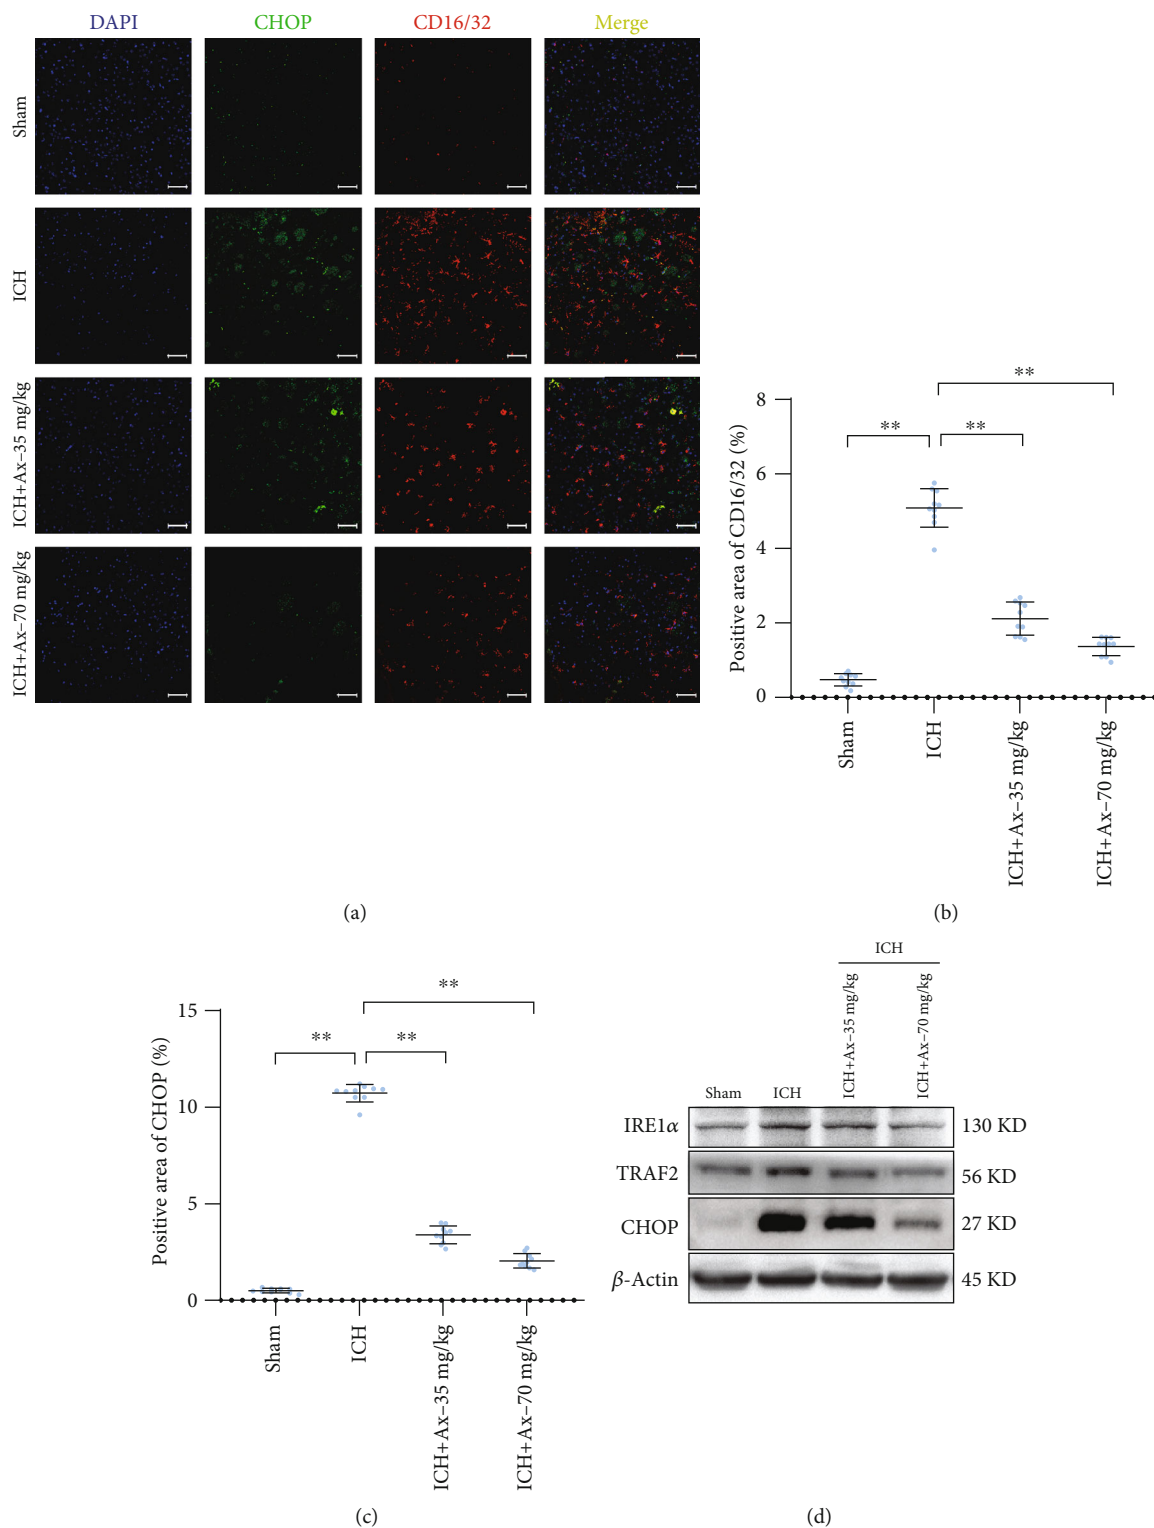 DAPI CHOP CD16/32 Merge
Sham
ICH
ICH+Ax–35 mg/kg
ICH+Ax–70 mg/kg
(a)
Positive area of CD16/32 (%)
8
6
4
2
0
** ** **
Sham
ICH
ICH+Ax–35 mg/kg
ICH+Ax–70 mg/kg
(b)
Positive area of CHOP (%)
15
10
5
0
** ** **
Sham
ICH
ICH+Ax–35 mg/kg
ICH+Ax–70 mg/kg
(c)
ICH
Sham ICH ICH+Ax–35 mg/kg ICH+Ax–70 mg/kg
IRE1α 130 KD
TRAF2 56 KD
CHOP 27 KD
β-Actin 45 KD
(d)